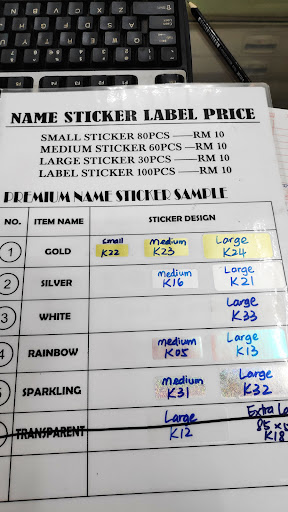 NAME STICKER LABEL PRICE
SMALL STICKER 80PCS —–RM 10
MEDIUM STICKER 60PCS —RM 10
LARGE STICKER 30PCS —–RM 10
LABEL STICKER 100PCS —–RM 10
PREMIUM NAME STICKER SAMPLE
NO. ITEM NAME STICKER DESIGN
1 GOLD Small K22 Medium K23 Large K24
2 SILVER medium K16 Large K21
3 WHITE Large K33
4 RAINBOW medium K05 Large K13
5 SPARKLING Medium K31 Large K32
TRANSPARENT Large K12 Extra 85 x K18